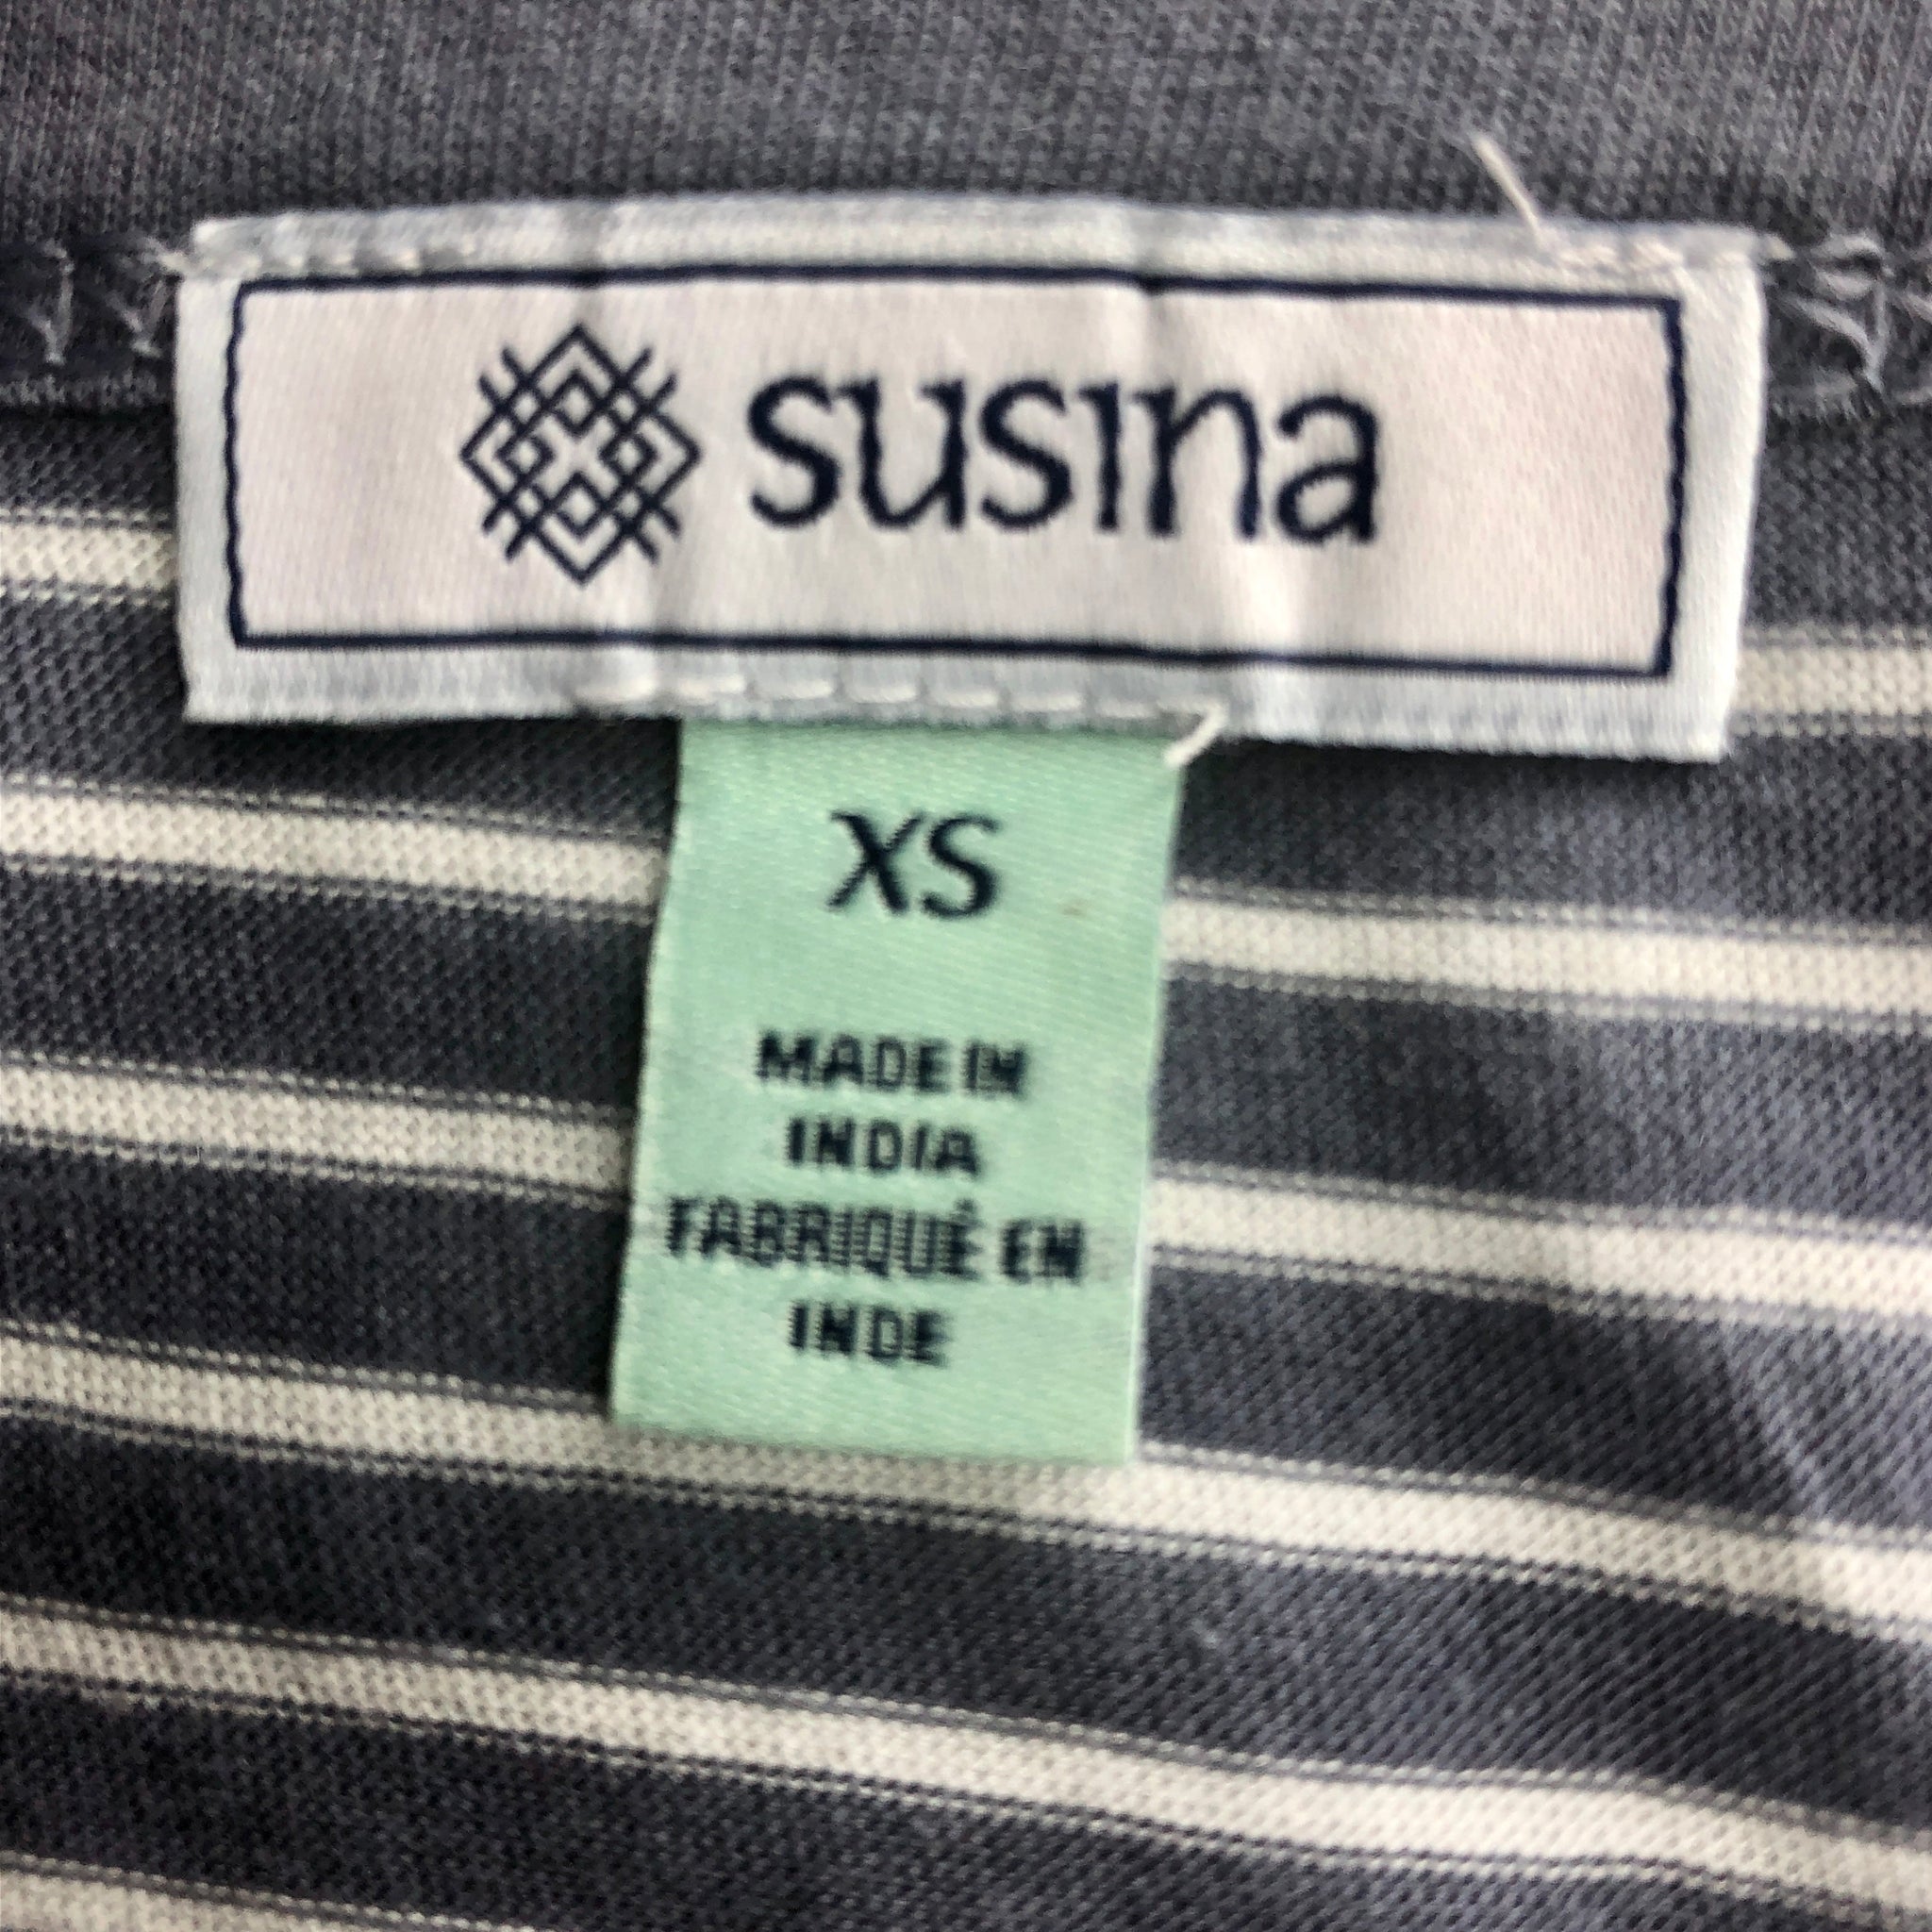 susina
XS
MADE IN
INDIA
FABRIQUÉ EN
INDE